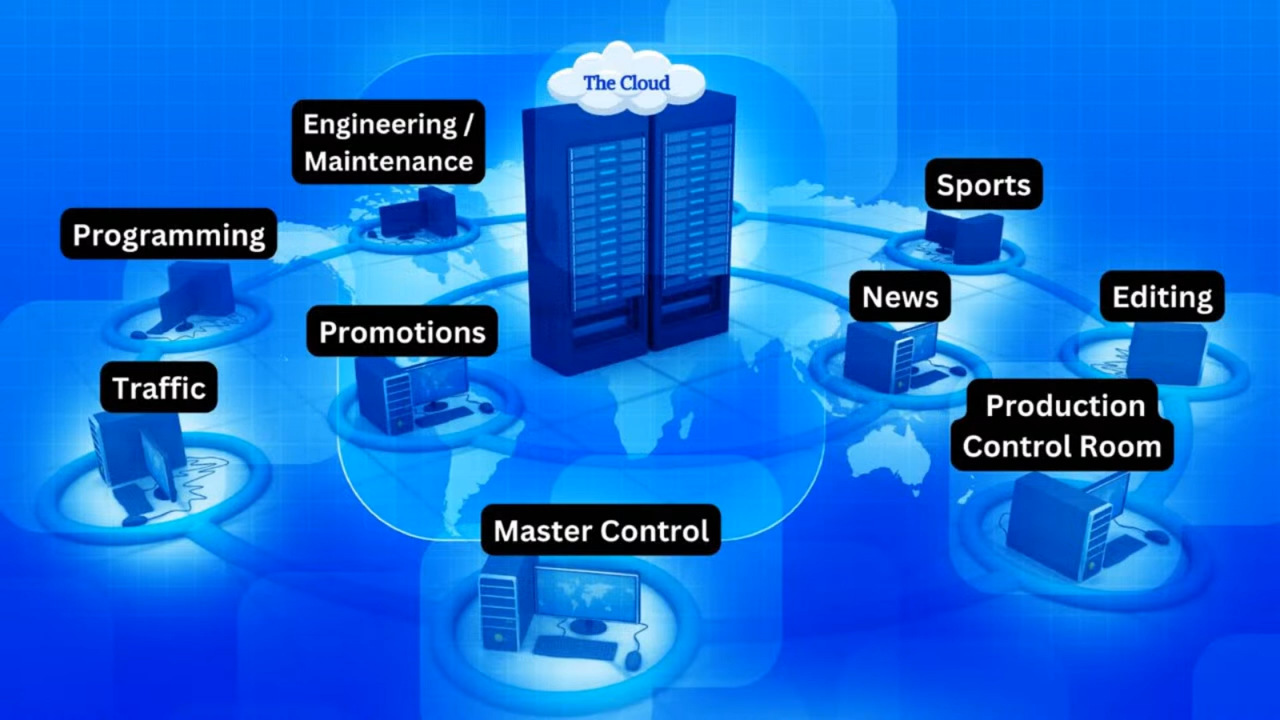 The Cloud
Engineering /
Maintenance
Sports
Programming
News
Editing
Promotions
Traffic
Production
Control Room
Master Control